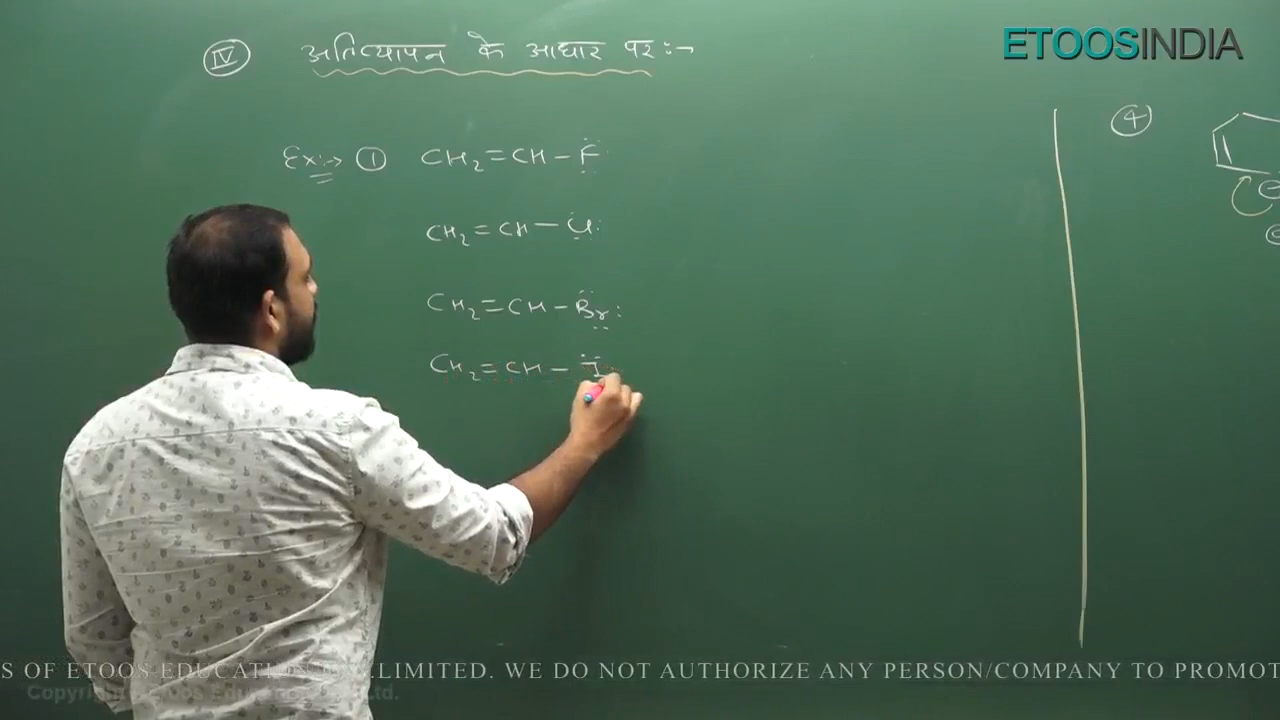 ETOOSINDIA
IV अतिव्यापन के आधार पर :-
Ex:→ 1 CH₂=CH-F
CH₂=CH-Cl
CH₂=CH-Br
CH₂=CH-I
4
S OF ETOOS EDUCATION PVT. LIMITED. WE DO NOT AUTHORIZE ANY PERSON/COMPANY TO PROMOT
Copyright © Etoos Education Pvt. Ltd.